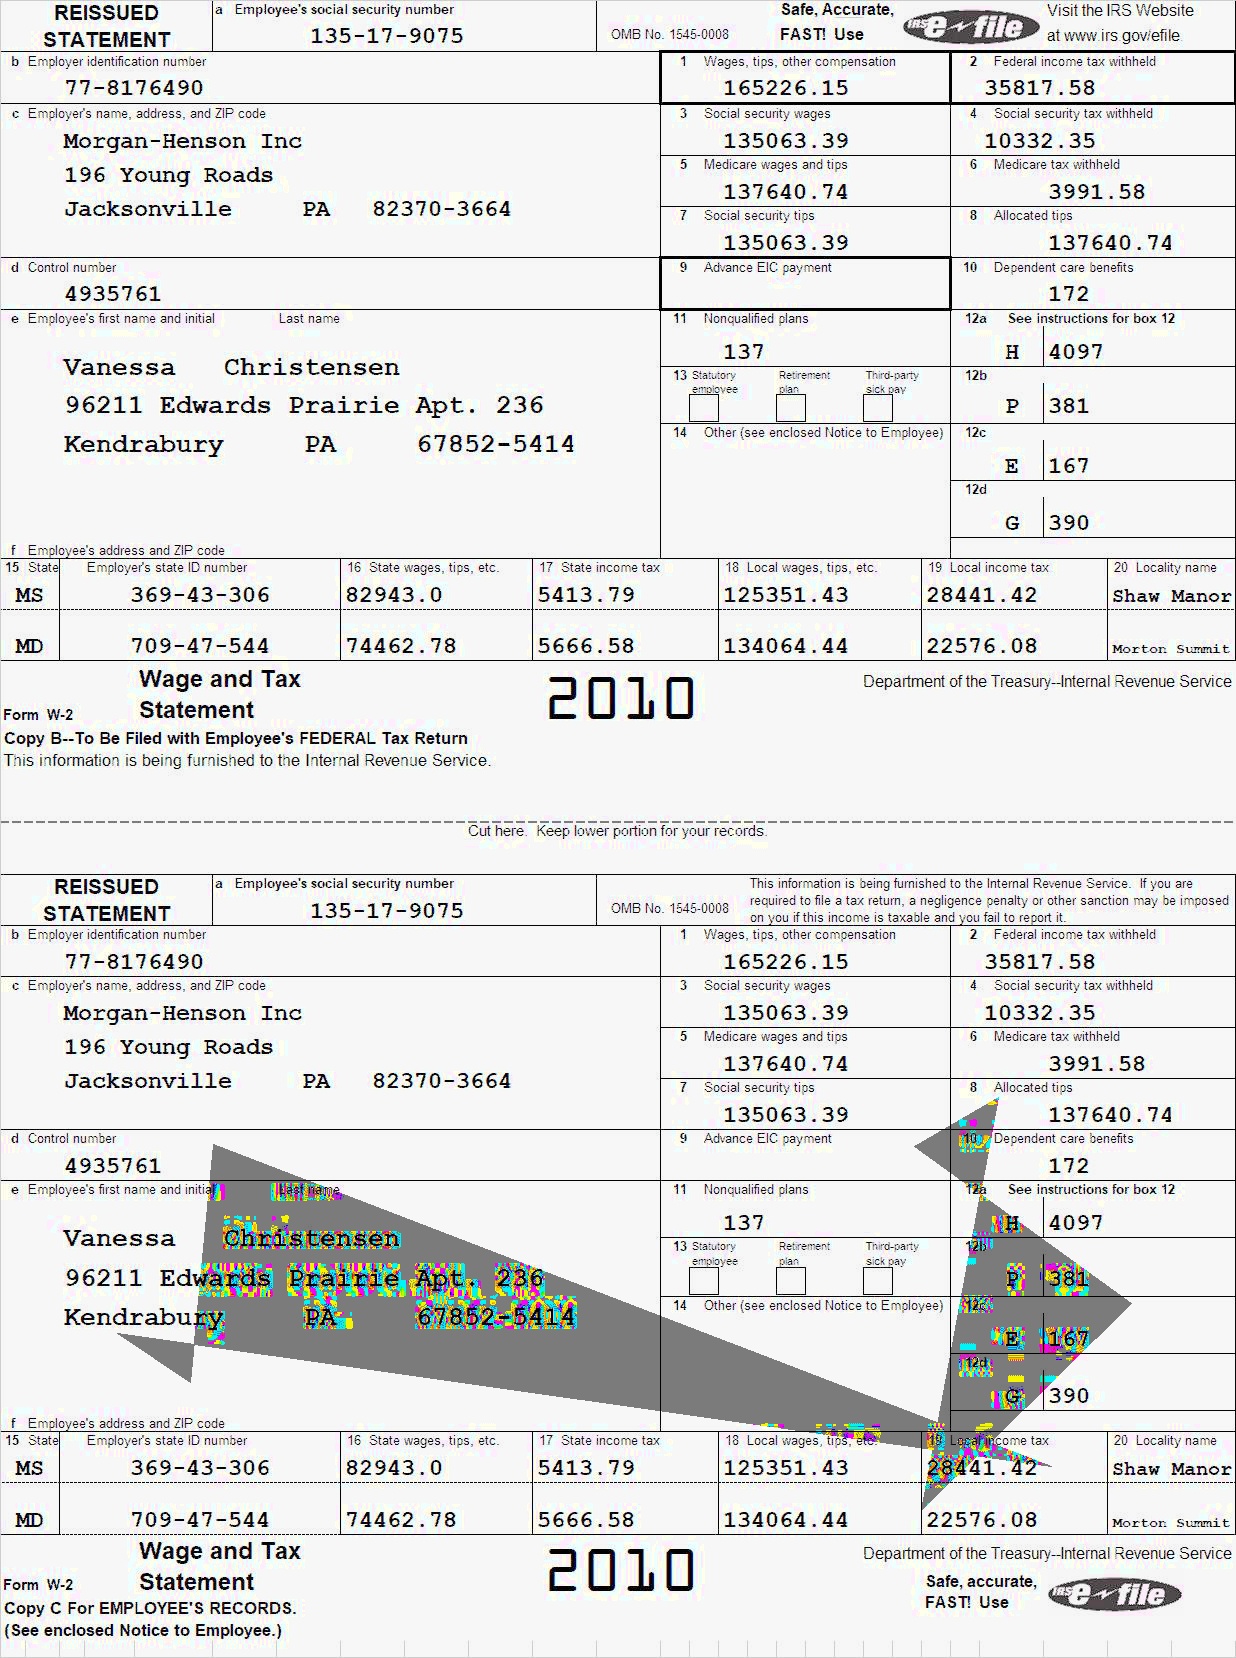 REISSUED STATEMENT
a Employee's social security number
135-17-9075
OMB No. 1545-0008
Safe, Accurate, FAST! Use
IRS e-file
Visit the IRS Website at www.irs.gov/efile
b Employer identification number
77-8176490
1 Wages, tips, other compensation
165226.15
2 Federal income tax withheld
35817.58
c Employer's name, address, and ZIP code
Morgan-Henson Inc
196 Young Roads
Jacksonville PA 82370-3664
3 Social security wages
135063.39
4 Social security tax withheld
10332.35
5 Medicare wages and tips
137640.74
6 Medicare tax withheld
3991.58
7 Social security tips
135063.39
8 Allocated tips
137640.74
d Control number
4935761
9 Advance EIC payment
10 Dependent care benefits
172
e Employee's first name and initial Last name
Vanessa Christensen
96211 Edwards Prairie Apt. 236
Kendrabury PA 67852-5414
11 Nonqualified plans
137
12a See instructions for box 12
H 4097
13 Statutory employee Retirement plan Third-party sick pay
12b
P 381
14 Other (see enclosed Notice to Employee)
12c
E 167
12d
G 390
f Employee's address and ZIP code
15 State Employer's state ID number 16 State wages, tips, etc. 17 State income tax 18 Local wages, tips, etc. 19 Local income tax 20 Locality name
MS 369-43-306 82943.0 5413.79 125351.43 28441.42 Shaw Manor
MD 709-47-544 74462.78 5666.58 134064.44 22576.08 Morton Summit
Form W-2 Wage and Tax Statement
2010
Department of the Treasury--Internal Revenue Service
Copy B--To Be Filed with Employee's FEDERAL Tax Return
This information is being furnished to the Internal Revenue Service.
Cut here. Keep lower portion for your records.
REISSUED STATEMENT
a Employee's social security number
135-17-9075
OMB No. 1545-0008
This information is being furnished to the Internal Revenue Service. If you are
required to file a tax return, a negligence penalty or other sanction may be imposed
on you if this income is taxable and you fail to report it.
b Employer identification number
77-8176490
1 Wages, tips, other compensation
165226.15
2 Federal income tax withheld
35817.58
c Employer's name, address, and ZIP code
Morgan-Henson Inc
196 Young Roads
Jacksonville PA 82370-3664
3 Social security wages
135063.39
4 Social security tax withheld
10332.35
5 Medicare wages and tips
137640.74
6 Medicare tax withheld
3991.58
7 Social security tips
135063.39
8 Allocated tips
137640.74
d Control number
4935761
9 Advance EIC payment
10 Dependent care benefits
172
e Employee's first name and initial Last name
Vanessa Christensen
96211 Edwards Prairie Apt. 236
Kendrabury PA 67852-5414
11 Nonqualified plans
137
12a See instructions for box 12
H 4097
13 Statutory employee Retirement plan Third-party sick pay
12b
P 381
14 Other (see enclosed Notice to Employee)
12c
E 167
12d
G 390
f Employee's address and ZIP code
15 State Employer's state ID number 16 State wages, tips, etc. 17 State income tax 18 Local wages, tips, etc. 19 Local income tax 20 Locality name
MS 369-43-306 82943.0 5413.79 125351.43 28441.42 Shaw Manor
MD 709-47-544 74462.78 5666.58 134064.44 22576.08 Morton Summit
Form W-2 Wage and Tax Statement
2010
Department of the Treasury--Internal Revenue Service
Safe, accurate, FAST! Use
IRS e-file
Copy C For EMPLOYEE'S RECORDS.
(See enclosed Notice to Employee.)